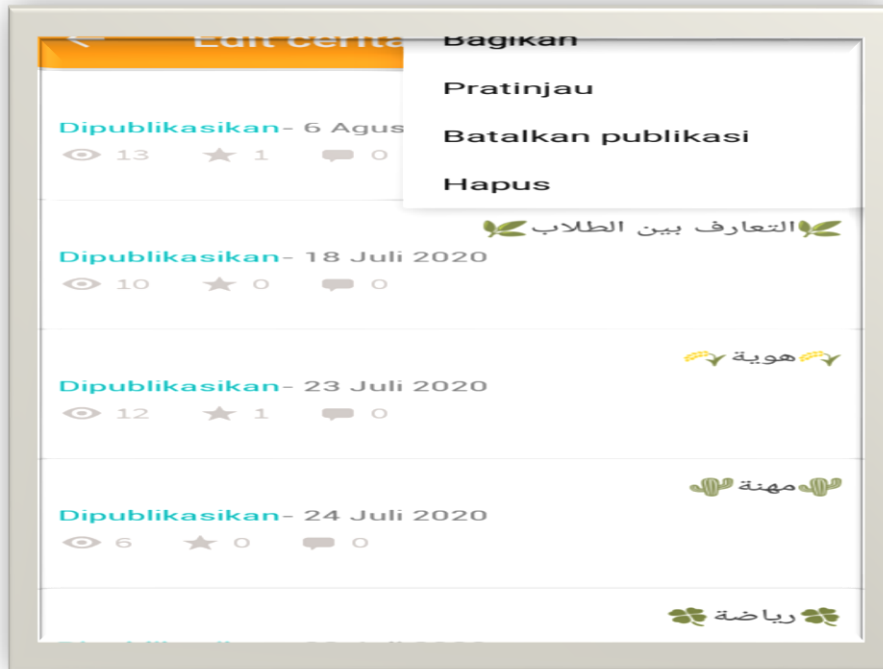 Edit cerita
Bagikan
Pratinjau
Batalkan publikasi
Hapus
Dipublikasikan- 6 Agus
13 1 0
🌿التعارف بين الطلاب🌿
Dipublikasikan- 18 Juli 2020
10 0 0
🌾هوية🌾
Dipublikasikan- 23 Juli 2020
12 1 0
🌵مهنة🌵
Dipublikasikan- 24 Juli 2020
6 0 0
🍀رياضة🍀